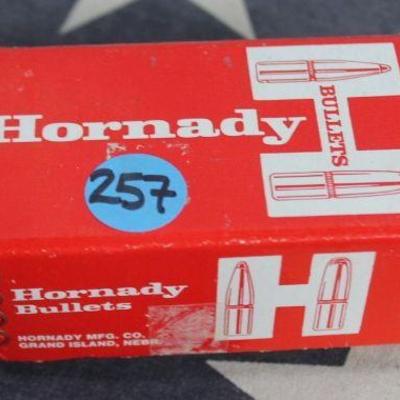 Hornady
BULLETS
257
Hornady
Bullets
HORNADY MFG. CO.
GRAND ISLAND, NEBR.